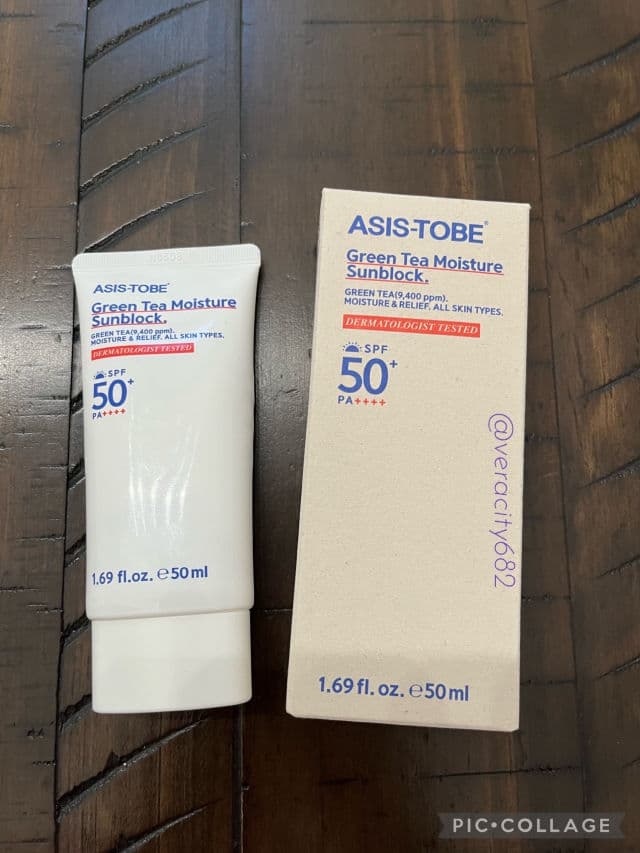 ASIS-TOBE®
Green Tea Moisture
Sunblock.
GREEN TEA(9,400 ppm).
MOISTURE & RELIEF. ALL SKIN TYPES.
DERMATOLOGIST TESTED
SPF
50+
PA++++
1.69 fl.oz. ℮50ml
ASIS-TOBE®
Green Tea Moisture
Sunblock.
GREEN TEA(9,400 ppm).
MOISTURE & RELIEF. ALL SKIN TYPES.
DERMATOLOGIST TESTED
SPF
50+
PA++++
1.69 fl. oz. ℮50ml
@veracity682
PIC•COLLAGE